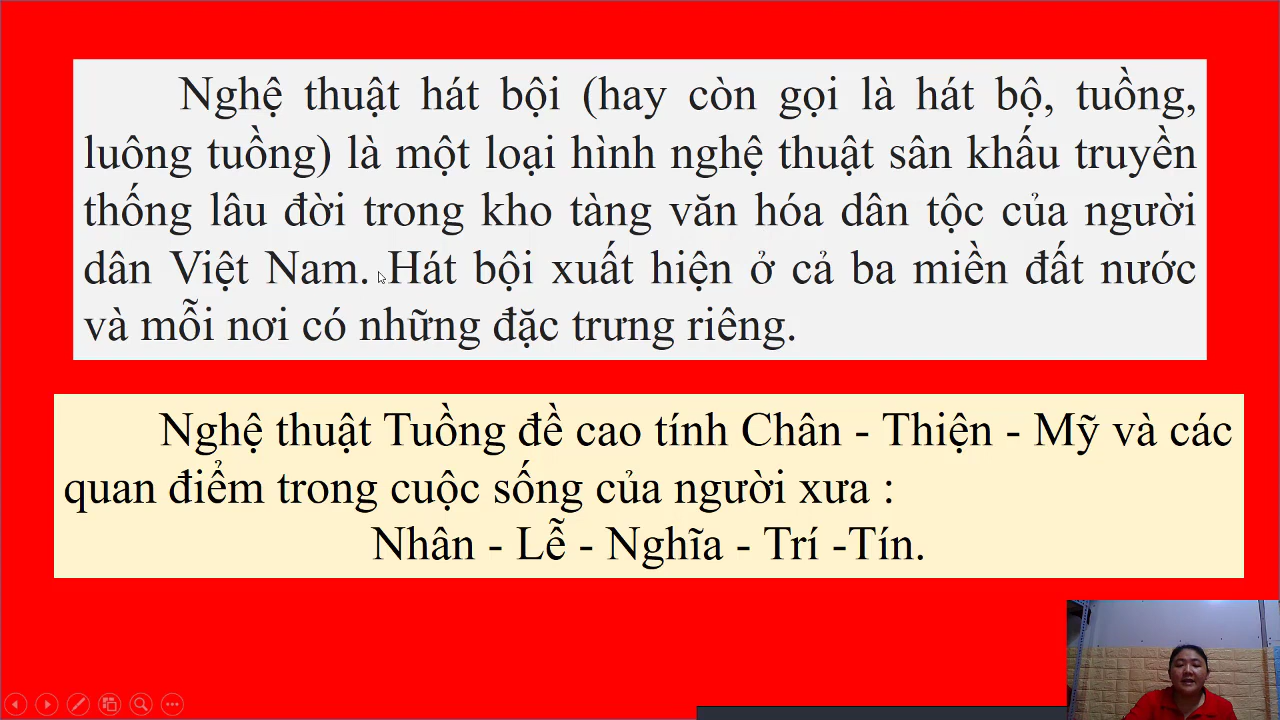 Nghệ thuật hát bội (hay còn gọi là hát bộ, tuồng,
luông tuồng) là một loại hình nghệ thuật sân khấu truyền
thống lâu đời trong kho tàng văn hóa dân tộc của người
dân Việt Nam. Hát bội xuất hiện ở cả ba miền đất nước
và mỗi nơi có những đặc trưng riêng.
Nghệ thuật Tuồng đề cao tính Chân - Thiện - Mỹ và các
quan điểm trong cuộc sống của người xưa :
Nhân - Lễ - Nghĩa - Trí -Tín.